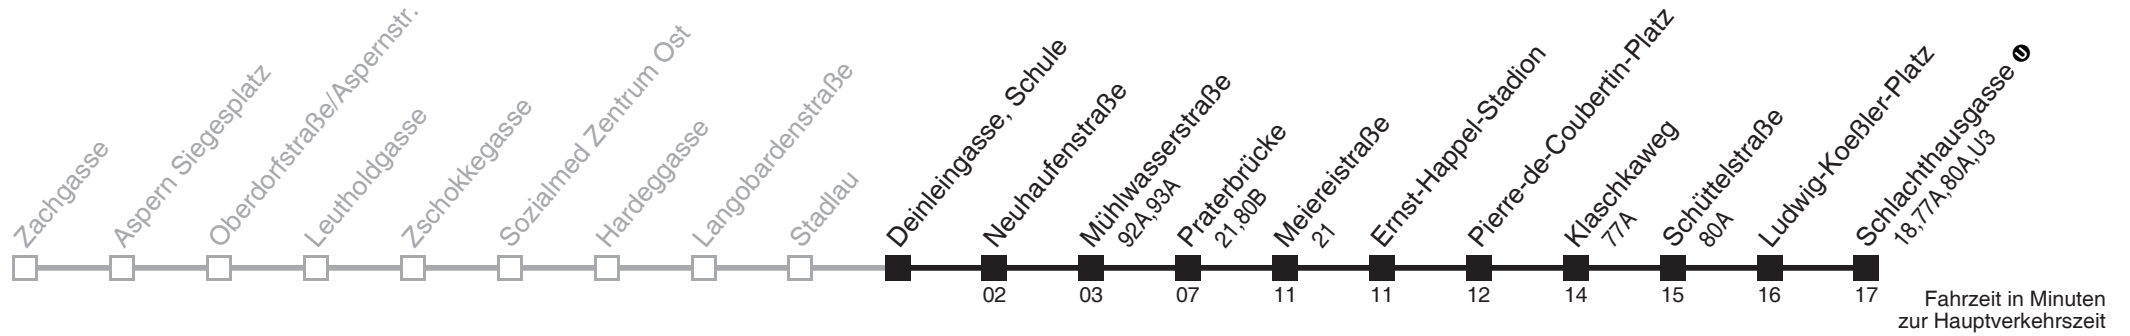 Zachgasse
Aspern Siegesplatz
Oberdorfstraße/Aspernstr.
Leutholdgasse
Zschokkegasse
Sozialmed Zentrum Ost
Hardeggasse
Langobardenstraße
Stadlau
Deinleingasse, Schule
Neuhaufenstraße
Mühlwasserstraße
92A,93A
Praterbrücke
21,80B
Meiereistraße
21
Ernst-Happel-Stadion
Pierre-de-Coubertin-Platz
Klaschkaweg
77A
Schüttelstraße
80A
Ludwig-Koeßler-Platz
Schlachthausgasse U
18,77A,80A,U3
02 03 07 11 11 12 14 15 16 17
Fahrzeit in Minuten
zur Hauptverkehrszeit